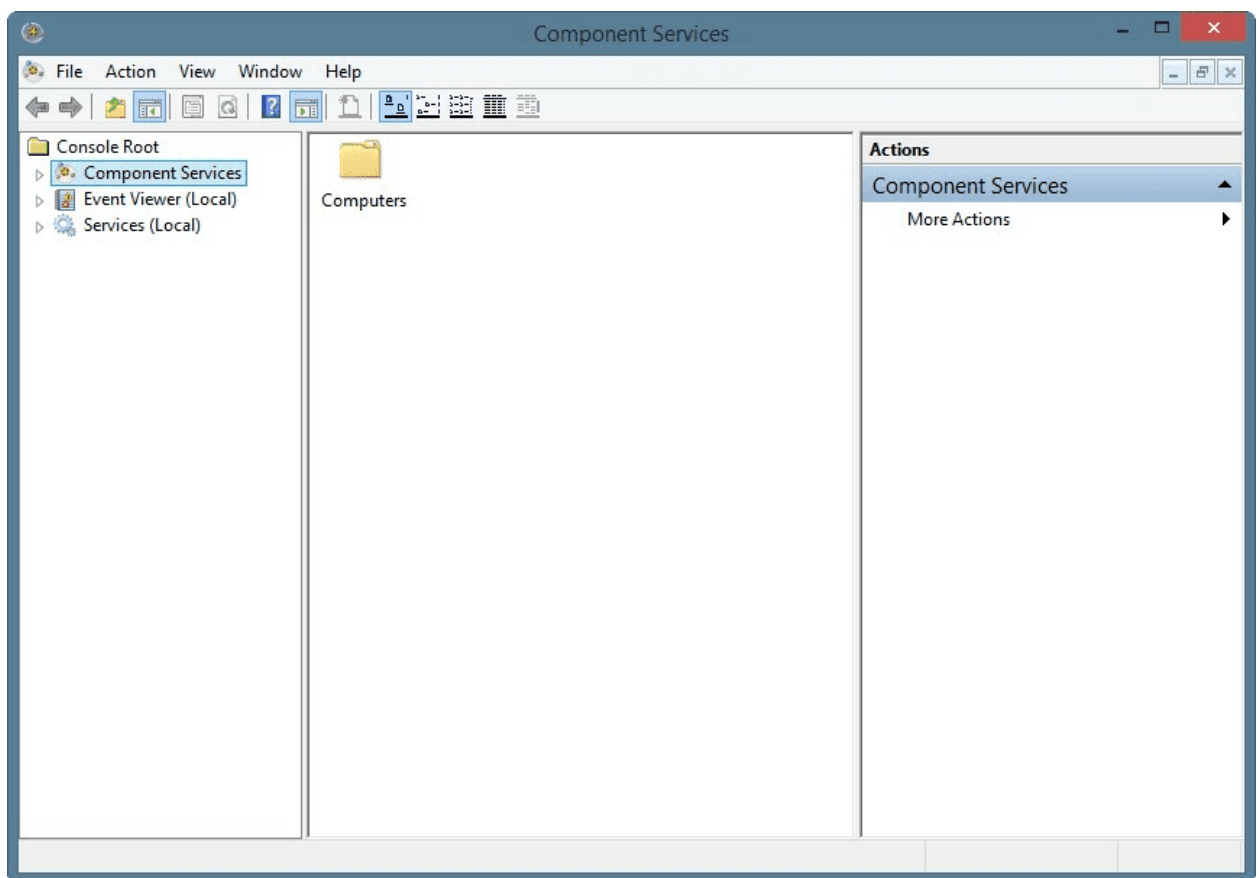 Component Services
File Action View Window Help
Console Root
Component Services
Event Viewer (Local)
Services (Local)
Computers
Actions
Component Services
More Actions